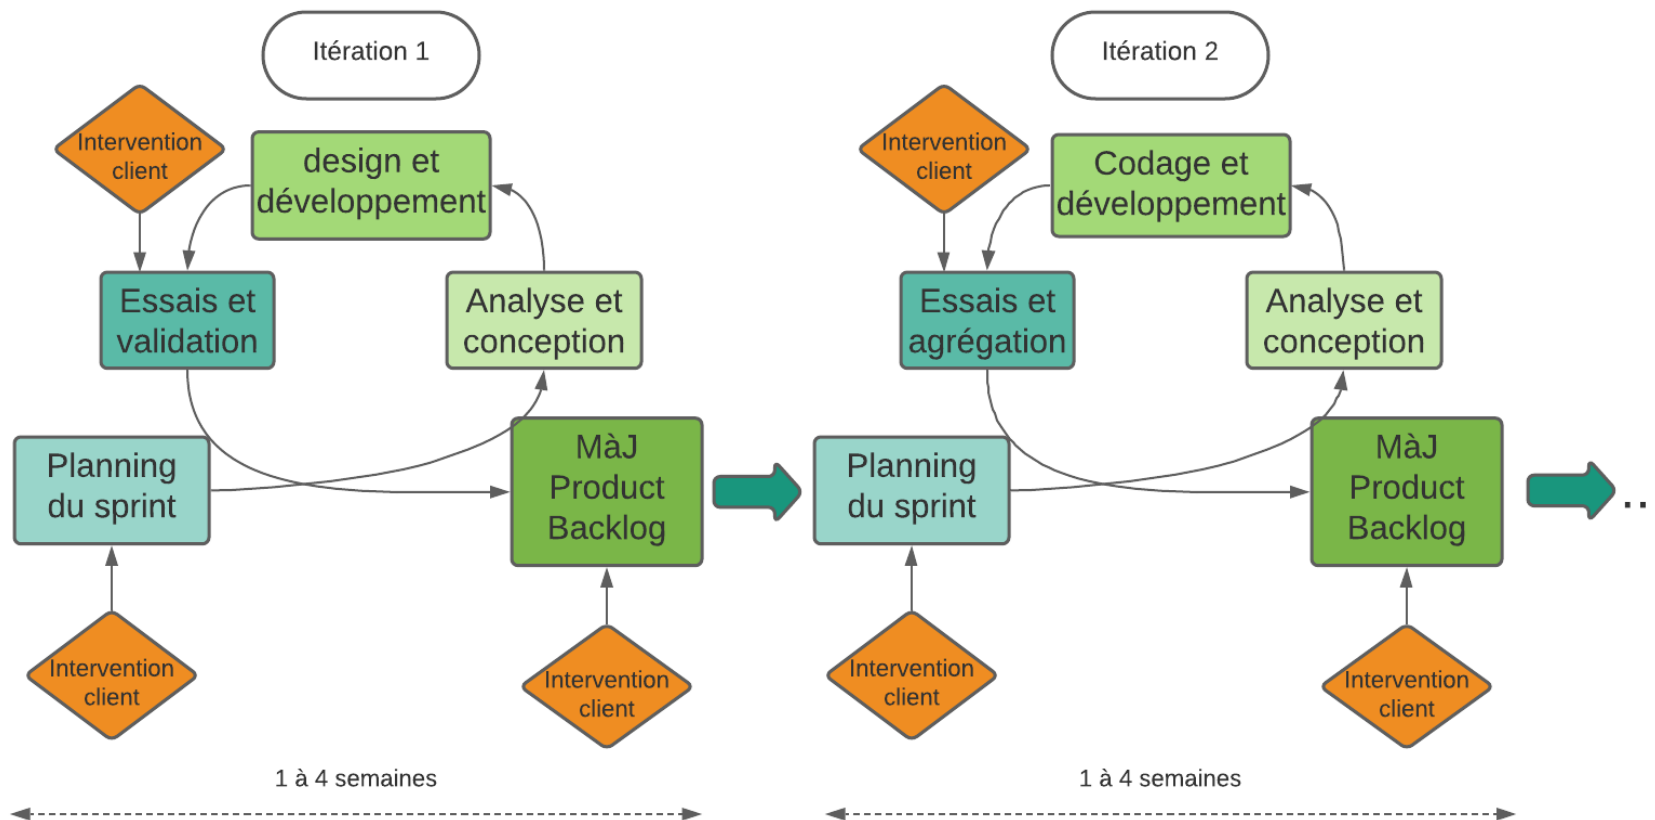 Itération 1
Intervention
client
design et
développement
Essais et
validation
Analyse et
conception
Planning
du sprint
MàJ
Product
Backlog
Intervention
client
Intervention
client
1 à 4 semaines
Itération 2
Intervention
client
Codage et
développement
Essais et
agrégation
Analyse et
conception
Planning
du sprint
MàJ
Product
Backlog
..
Intervention
client
Intervention
client
1 à 4 semaines